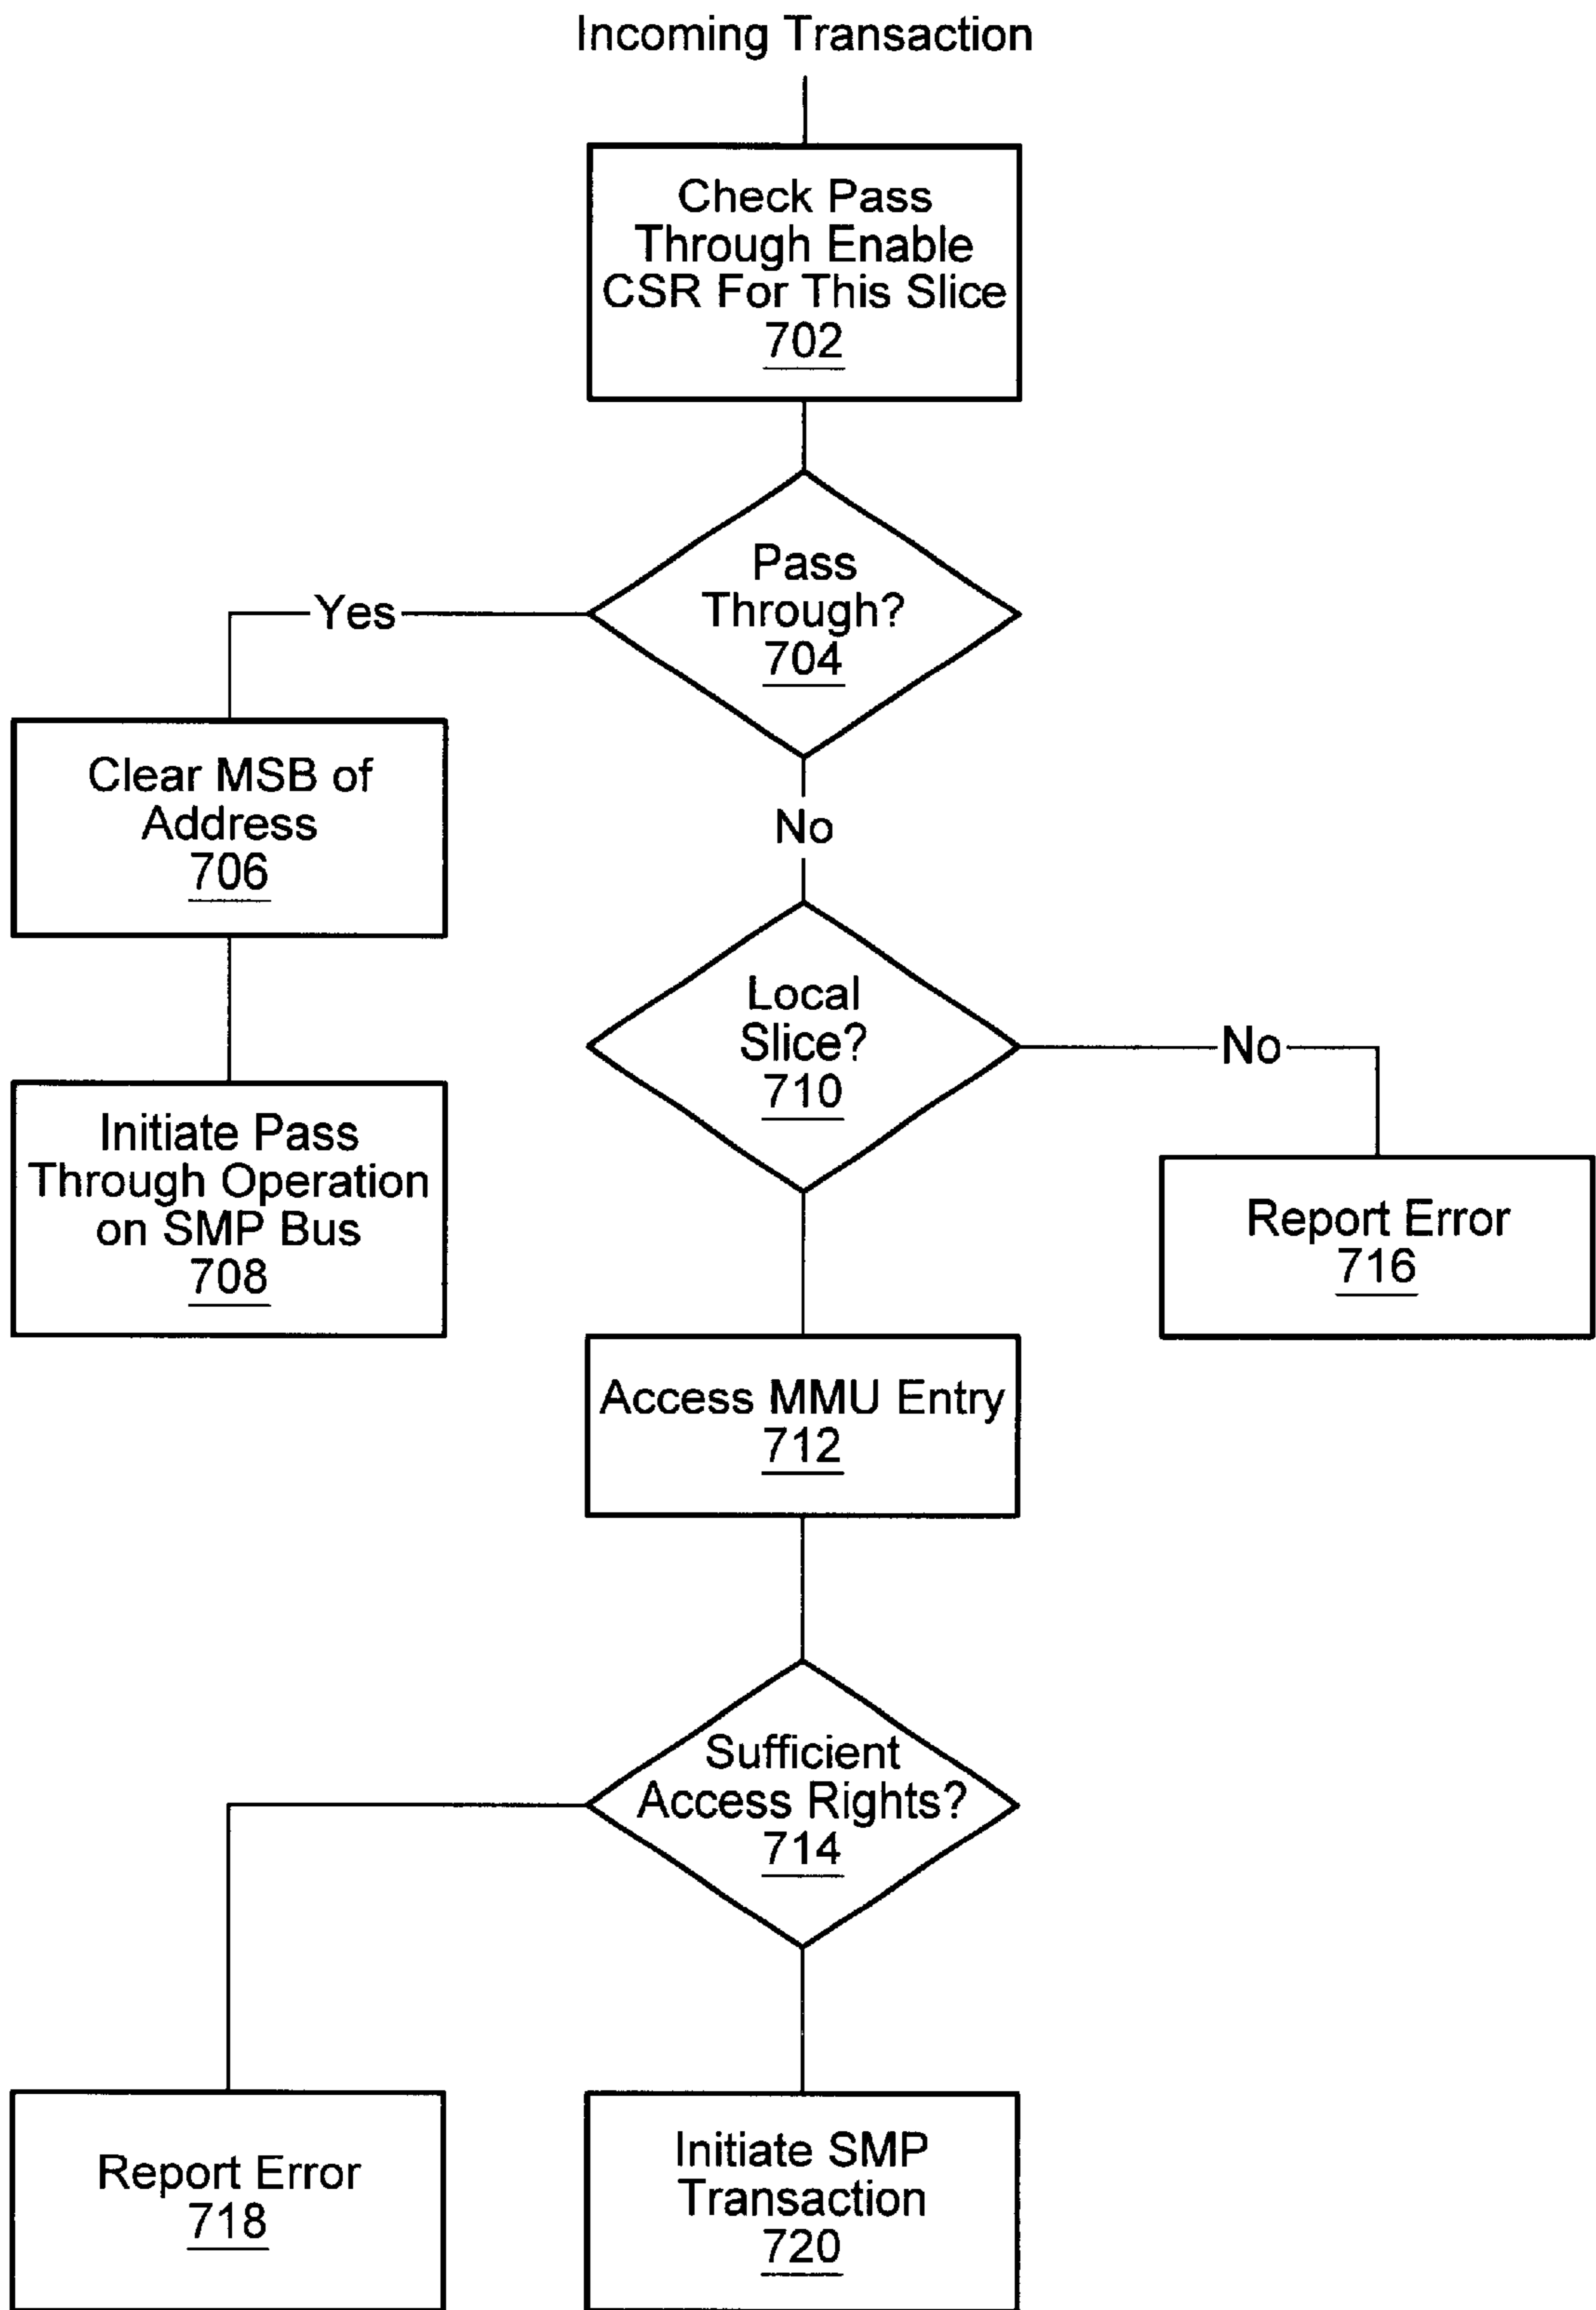 Incoming Transaction
Check Pass
Through Enable
CSR For This Slice
702
Pass
Through?
704
Yes
No
Clear MSB of
Address
706
Initiate Pass
Through Operation
on SMP Bus
708
Local
Slice?
710
No
Report Error
716
Access MMU Entry
712
Sufficient
Access Rights?
714
Report Error
718
Initiate SMP
Transaction
720